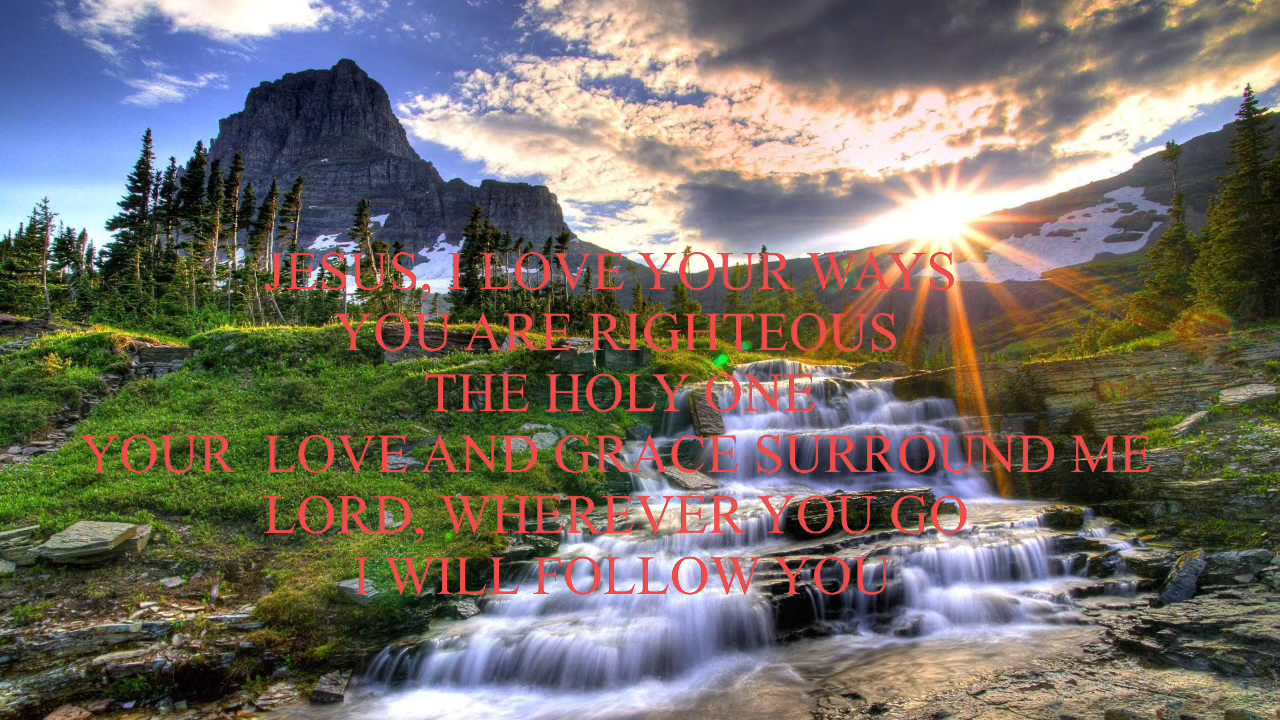 JESUS, I LOVE YOUR WAYS
YOU ARE RIGHTEOUS
THE HOLY ONE
YOUR  LOVE AND GRACE SURROUND ME
LORD, WHEREVER YOU GO
I WILL FOLLOW YOU